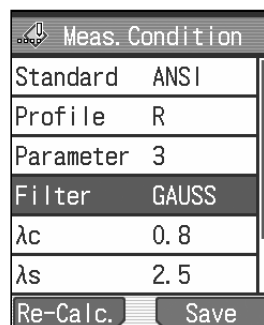 Meas. Condition
Standard ANSI
Profile R
Parameter 3
Filter GAUSS
λc 0.8
λs 2.5
Re-Calc. Save